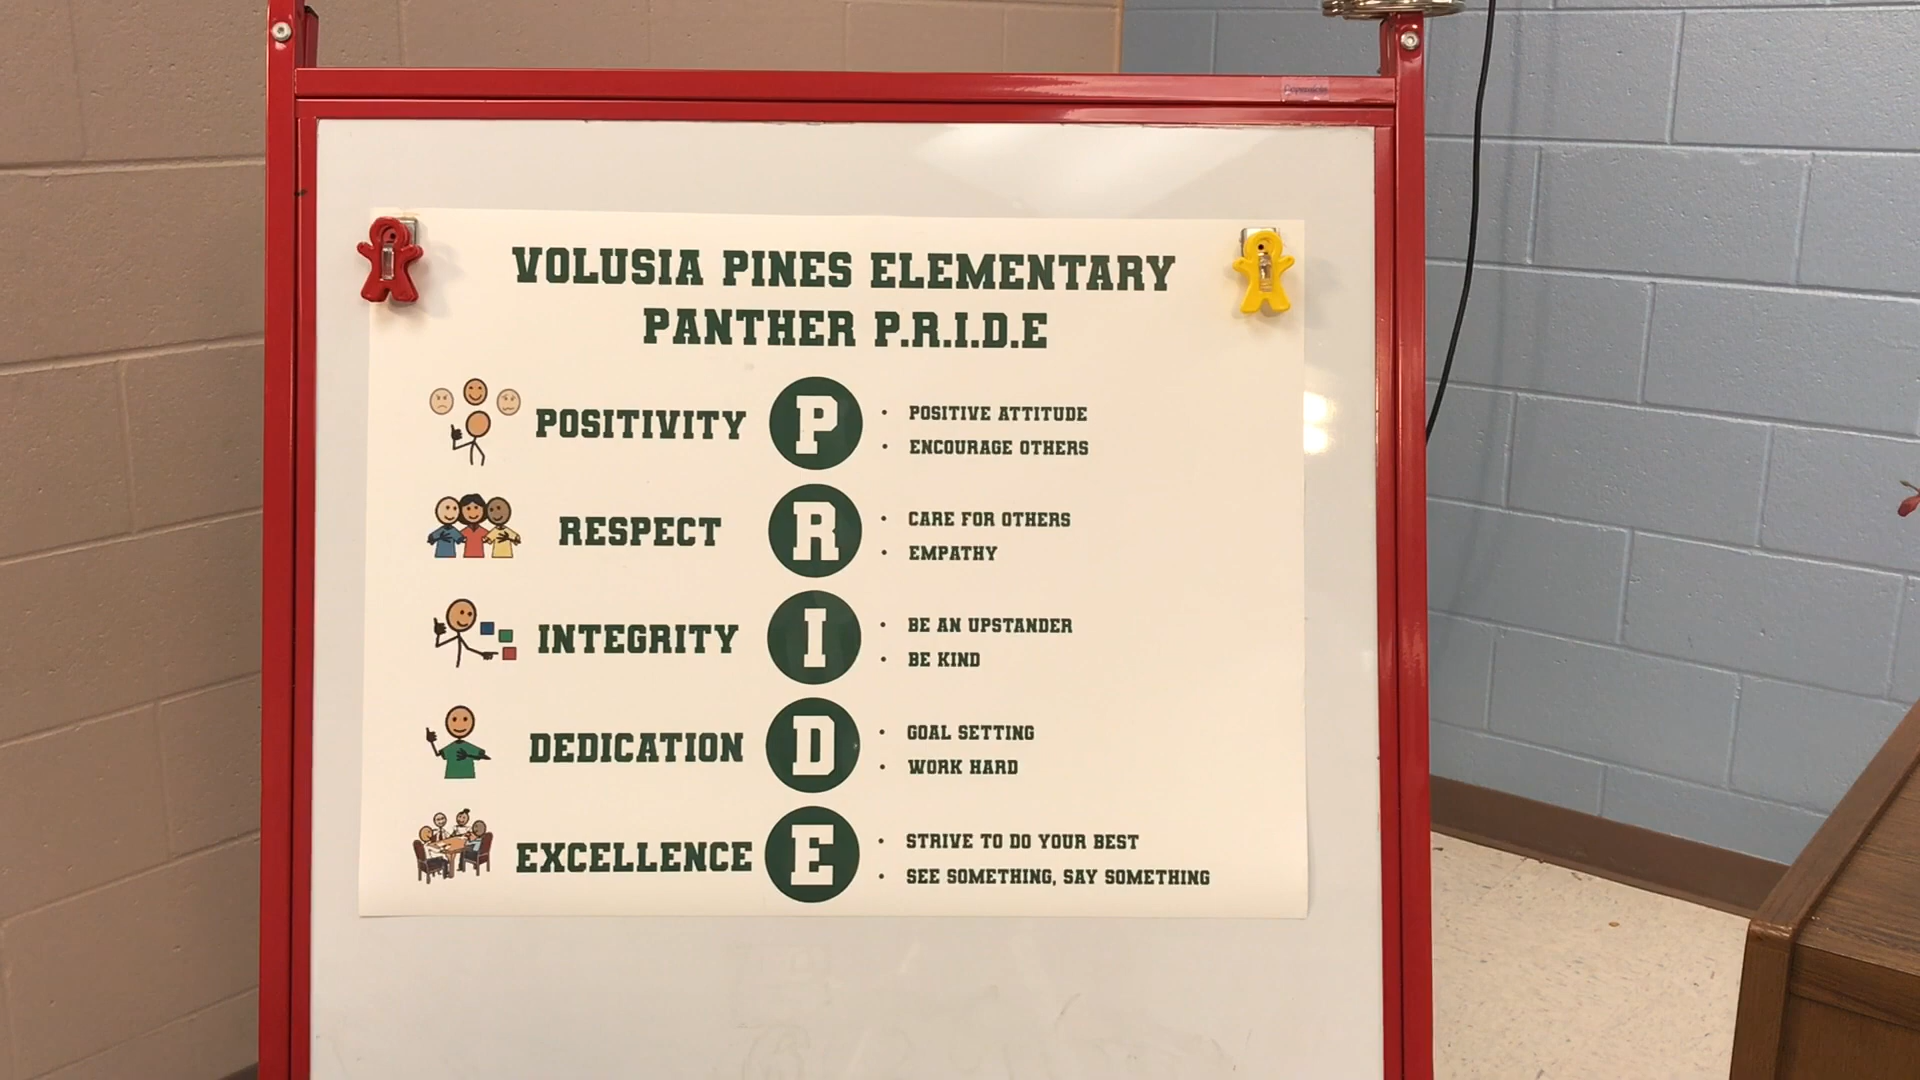 VOLUSIA PINES ELEMENTARY
PANTHER P.R.I.D.E
POSITIVITY P
• POSITIVE ATTITUDE
• ENCOURAGE OTHERS
RESPECT R
• CARE FOR OTHERS
• EMPATHY
INTEGRITY I
• BE AN UPSTANDER
• BE KIND
DEDICATION D
• GOAL SETTING
• WORK HARD
EXCELLENCE E
• STRIVE TO DO YOUR BEST
• SEE SOMETHING, SAY SOMETHING